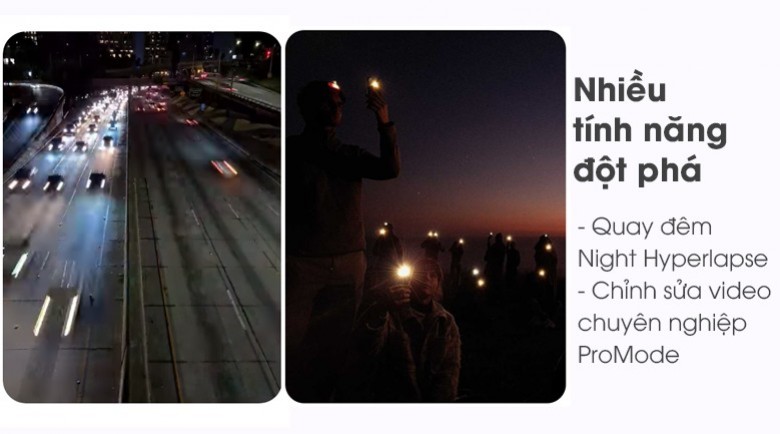 Nhiều
tính năng
đột phá
- Quay đêm
Night Hyperlapse
- Chỉnh sửa video
chuyên nghiệp
ProMode